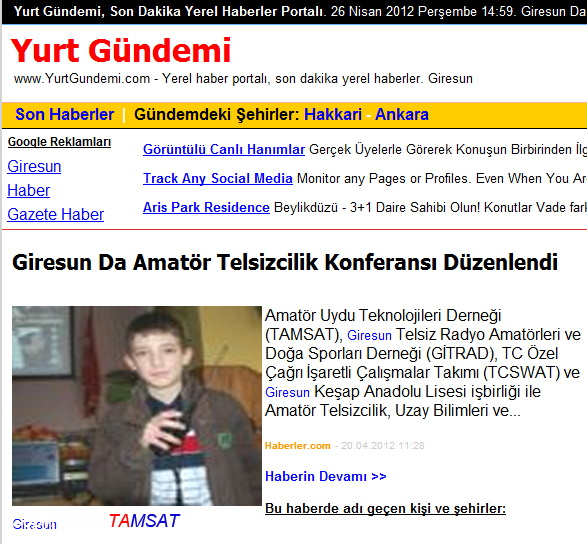 Yurt Gündemi, Son Dakika Yerel Haberler Portalı. 26 Nisan 2012 Perşembe 14:59. Giresun Da
Yurt Gündemi
www.YurtGundemi.com - Yerel haber portalı, son dakika yerel haberler. Giresun
Son Haberler | Gündemdeki Şehirler: Hakkari - Ankara
Google Reklamları
Giresun
Haber
Gazete Haber
Görüntülü Canlı Hanımlar Gerçek Üyelerle Görerek Konuşun Birbirinden İlg
Track Any Social Media Monitor any Pages or Profiles. Even When You Ar
Aris Park Residence Beylikdüzü - 3+1 Daire Sahibi Olun! Konutlar Vade fark
Giresun Da Amatör Telsizcilik Konferansı Düzenlendi
Amatör Uydu Teknolojileri Derneği
(TAMSAT), Giresun Telsiz Radyo Amatörleri ve
Doğa Sporları Derneği (GİTRAD), TC Özel
Çağrı İşaretli Çalışmalar Takımı (TCSWAT) ve
Giresun Keşap Anadolu Lisesi işbirliği ile
Amatör Telsizcilik, Uzay Bilimleri ve...
Haberler.com - 20.04.2012 11:28
Haberin Devamı >>
Bu haberde adı geçen kişi ve şehirler:
Giresun
TAMSAT